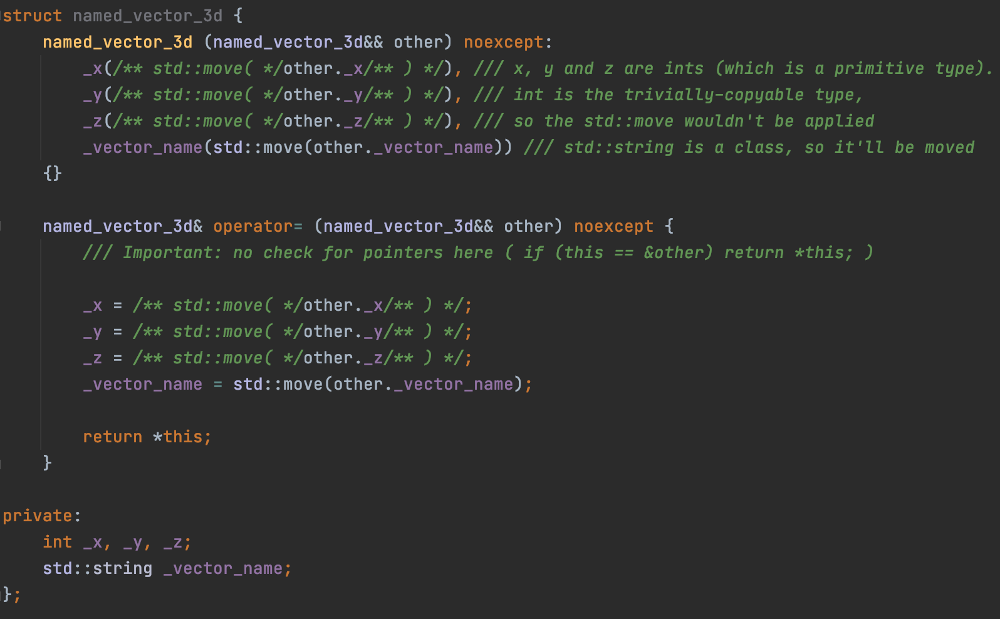 struct named_vector_3d {
    named_vector_3d (named_vector_3d&& other) noexcept:
        _x(/** std::move( */other._x/** ) */), /// x, y and z are ints (which is a primitive type).
        _y(/** std::move( */other._y/** ) */), /// int is the trivially-copyable type,
        _z(/** std::move( */other._z/** ) */), /// so the std::move wouldn't be applied
        _vector_name(std::move(other._vector_name)) /// std::string is a class, so it'll be moved
    {}

    named_vector_3d& operator= (named_vector_3d&& other) noexcept {
        /// Important: no check for pointers here ( if (this == &other) return *this; )

        _x = /** std::move( */other._x/** ) */;
        _y = /** std::move( */other._y/** ) */;
        _z = /** std::move( */other._z/** ) */;
        _vector_name = std::move(other._vector_name);

        return *this;
    }

private:
    int _x, _y, _z;
    std::string _vector_name;
};